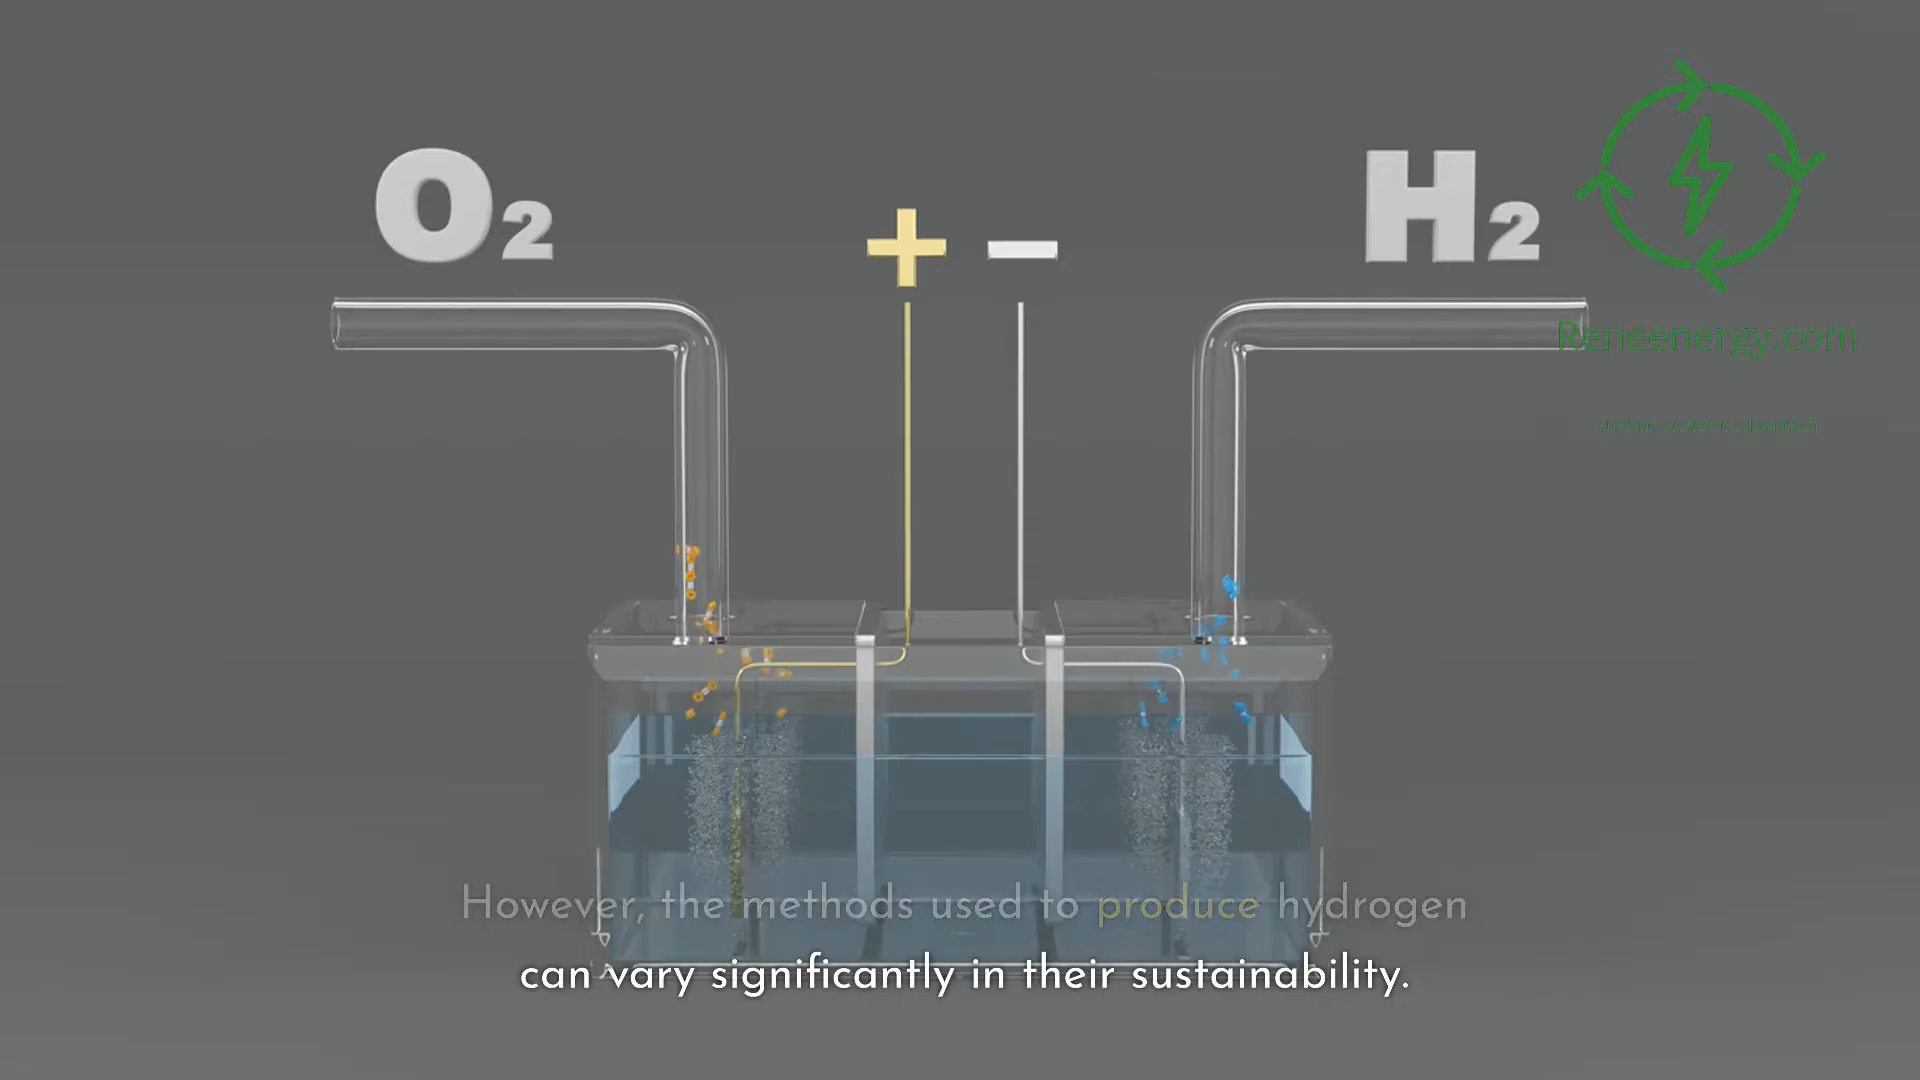 O2
H2
+ −
Reneenergy.com
However, the methods used to produce hydrogen
can vary significantly in their sustainability.